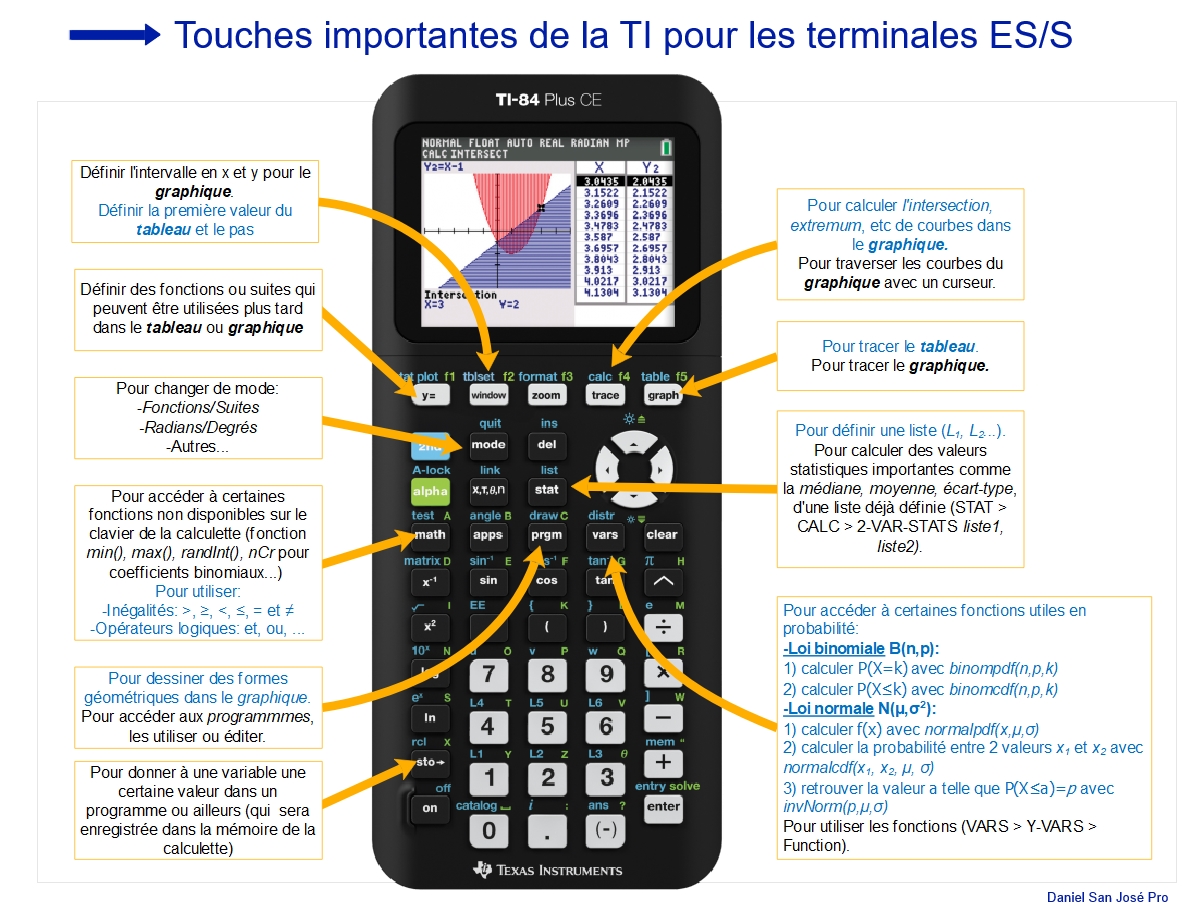 Touches importantes de la TI pour les terminales ES/S
TI-84 Plus CE
NORMAL FLOAT AUTO REAL RADIAN MP
CALC INTERSECT
Y2=X-1
X Y2
3.0435 2.0435
3.1522 2.1522
3.2609 2.2609
3.3696 2.3696
3.4783 2.4783
3.587 2.587
3.6957 2.6957
3.8043 2.8043
3.913 2.913
4.0217 3.0217
4.1304 3.1304
Intersection
X=3 Y=2
Définir l'intervalle en x et y pour le
graphique.
Définir la première valeur du
tableau et le pas
Définir des fonctions ou suites qui
peuvent être utilisées plus tard
dans le tableau ou graphique
Pour changer de mode:
-Fonctions/Suites
-Radians/Degrés
-Autres...
Pour accéder à certaines
fonctions non disponibles sur le
clavier de la calculette (fonction
min(), max(), randInt(), nCr pour
coefficients binomiaux...)
Pour utiliser:
-Inégalités: >, ≥, <, ≤, = et ≠
-Opérateurs logiques: et, ou, ...
Pour dessiner des formes
géométriques dans le graphique.
Pour accéder aux programmmes,
les utiliser ou éditer.
Pour donner à une variable une
certaine valeur dans un
programme ou ailleurs (qui sera
enregistrée dans la mémoire de la
calculette)
plot f1 tblset f2 format f3 calc f4 table f5
y= window zoom trace graph
quit ins
2nd mode del
A-lock link list
alpha X,T,θ,n stat
test A angle B draw C distr
math apps prgm vars clear
matrix D sin⁻¹ E F tan G π H
x⁻¹ sin cos tan ^
√ I EE { K } e M
x² ( ) ÷
10ˣ N u O v P w Q R
log 7 8 9 ×
eˣ S L4 T L5 U L6 V ] W
ln 4 5 6 −
rcl X L1 Y L2 Z L3 θ mem "
sto→ 1 2 3 +
off catalog i : ans ? entry solve
on 0 . (-) enter
TEXAS INSTRUMENTS
Pour calculer l'intersection,
extremum, etc de courbes dans
le graphique.
Pour traverser les courbes du
graphique avec un curseur.
Pour tracer le tableau.
Pour tracer le graphique.
Pour définir une liste (L₁, L₂...).
Pour calculer des valeurs
statistiques importantes comme
la médiane, moyenne, écart-type,
d'une liste déjà définie (STAT >
CALC > 2-VAR-STATS liste1,
liste2).
Pour accéder à certaines fonctions utiles en
probabilité:
-Loi binomiale B(n,p):
1) calculer P(X=k) avec binompdf(n,p,k)
2) calculer P(X≤k) avec binomcdf(n,p,k)
-Loi normale N(μ,σ²):
1) calculer f(x) avec normalpdf(x,μ,σ)
2) calculer la probabilité entre 2 valeurs x₁ et x₂ avec
normalcdf(x₁, x₂, μ, σ)
3) retrouver la valeur a telle que P(X≤a)=p avec
invNorm(p,μ,σ)
Pour utiliser les fonctions (VARS > Y-VARS >
Function).
Daniel San José Pro